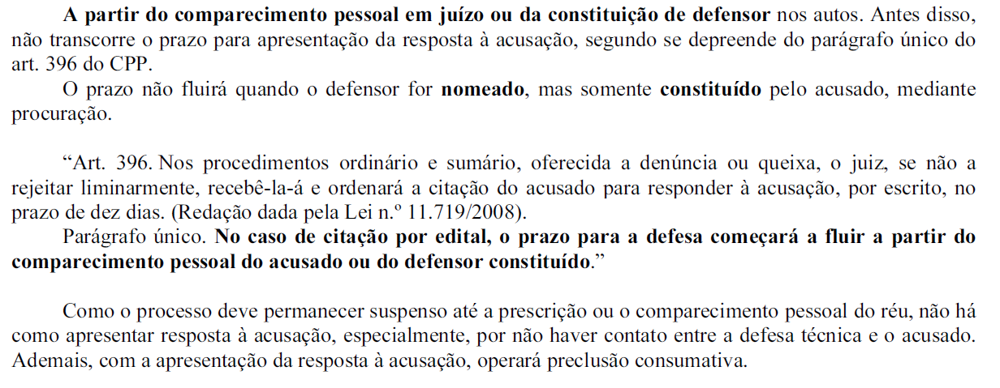 A partir do comparecimento pessoal em juízo ou da constituição de defensor nos autos. Antes disso,
não transcorre o prazo para apresentação da resposta à acusação, segundo se depreende do parágrafo único do
art. 396 do CPP.
O prazo não fluirá quando o defensor for nomeado, mas somente constituído pelo acusado, mediante
procuração.
“Art. 396. Nos procedimentos ordinário e sumário, oferecida a denúncia ou queixa, o juiz, se não a
rejeitar liminarmente, recebê-la-á e ordenará a citação do acusado para responder à acusação, por escrito, no
prazo de dez dias. (Redação dada pela Lei n.º 11.719/2008).
Parágrafo único. No caso de citação por edital, o prazo para a defesa começará a fluir a partir do
comparecimento pessoal do acusado ou do defensor constituído.”
Como o processo deve permanecer suspenso até a prescrição ou o comparecimento pessoal do réu, não há
como apresentar resposta à acusação, especialmente, por não haver contato entre a defesa técnica e o acusado.
Ademais, com a apresentação da resposta à acusação, operará preclusão consumativa.